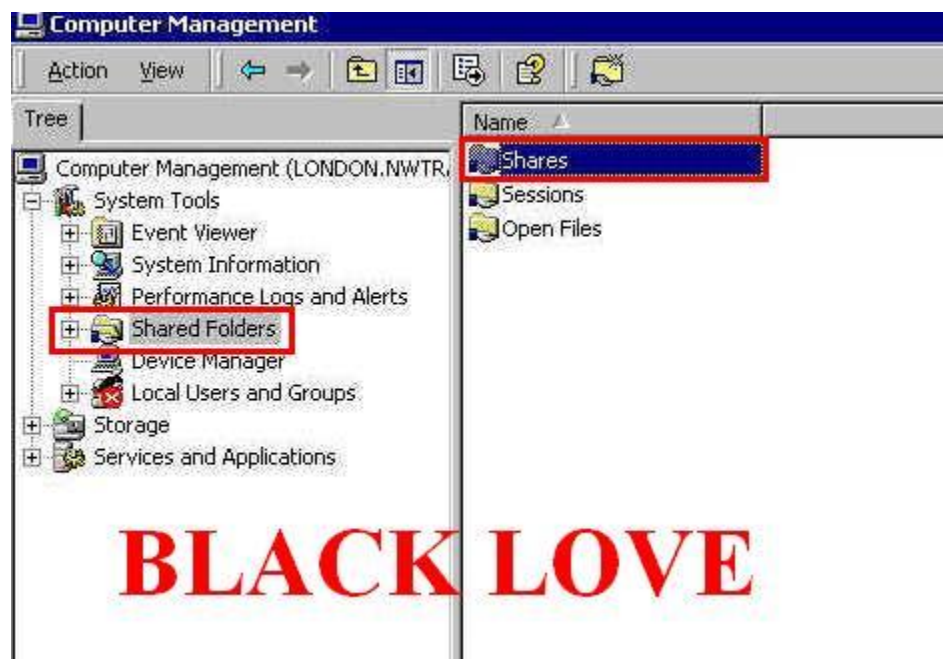 Computer Management
Action View
Tree
Name
Computer Management (LONDON.NWTR
System Tools
Event Viewer
System Information
Performance Logs and Alerts
Shared Folders
Device Manager
Local Users and Groups
Storage
Services and Applications
Shares
Sessions
Open Files
BLACK LOVE